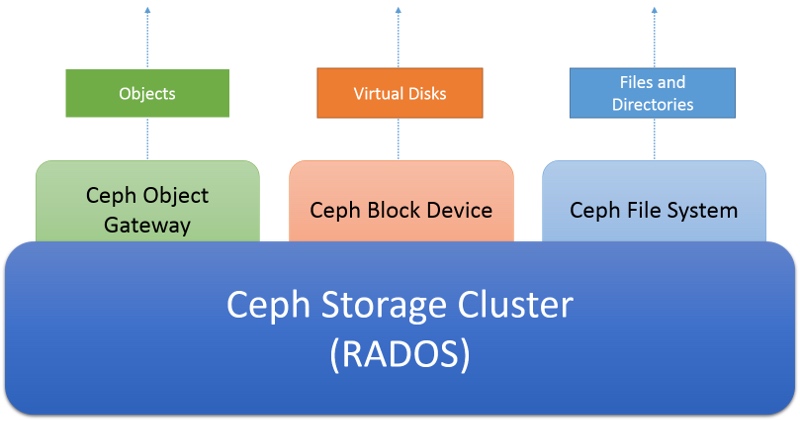 Objects
Virtual Disks
Files and
Directories
Ceph Object
Gateway
Ceph Block Device
Ceph File System
Ceph Storage Cluster
(RADOS)